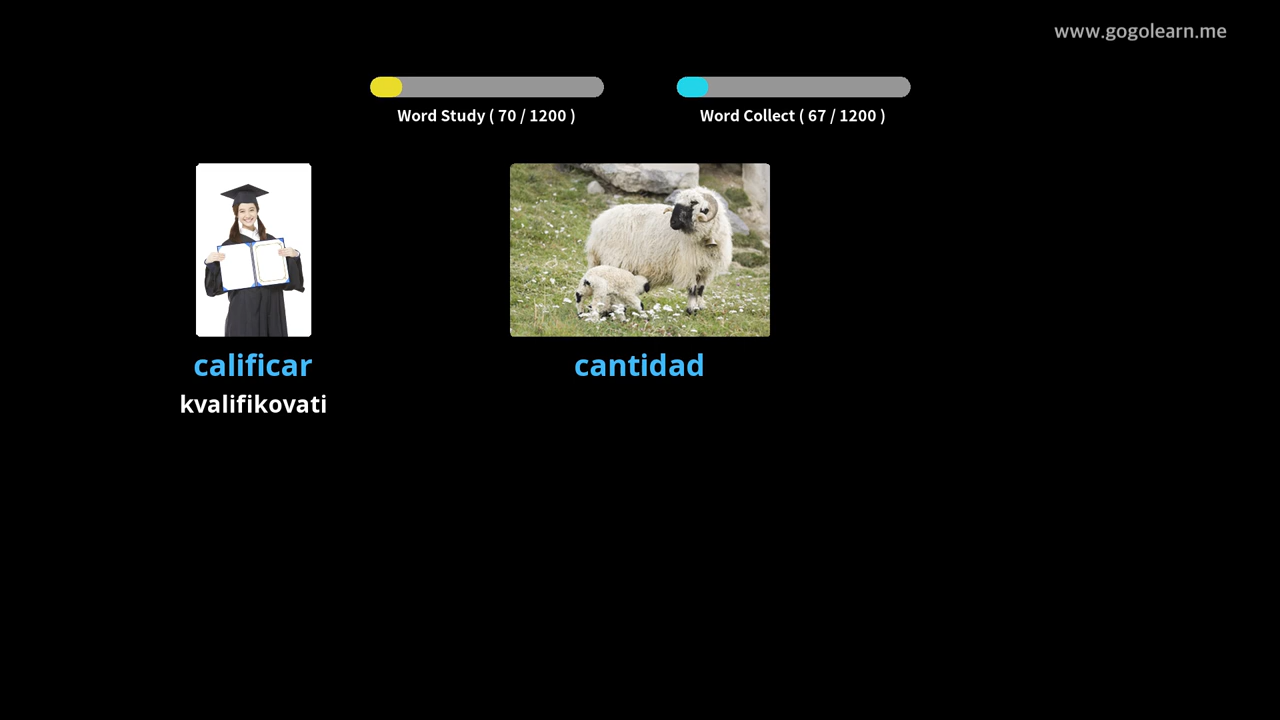 www.gogolearn.me
Word Study ( 70 / 1200 )
Word Collect ( 67 / 1200 )
calificar
kvalifikovati
cantidad